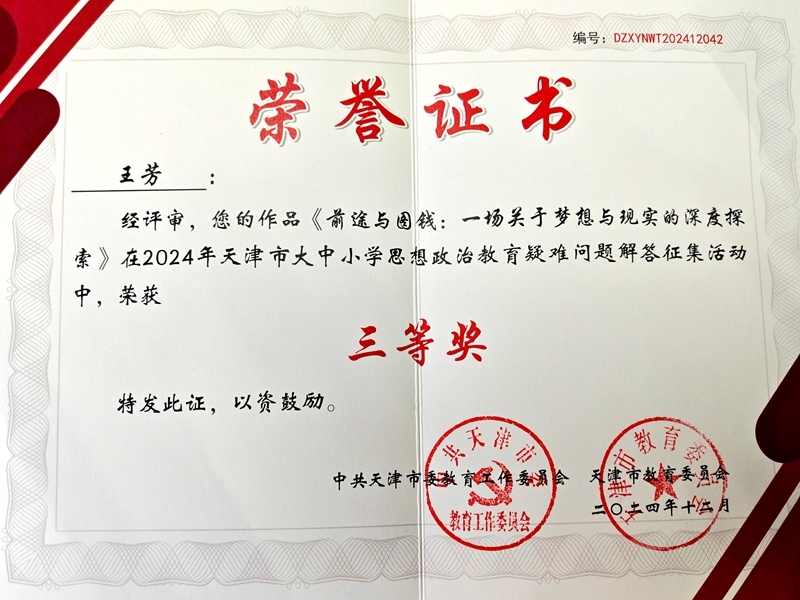 编号：DZXYNWT202412042
荣誉证书
王芳：
经评审，您的作品《前途与图钱：一场关于梦想与现实的深度探
索》在2024年天津市大中小学思想政治教育疑难问题解答征集活动
中，荣获
三等奖
特发此证，以资鼓励。
中共天津市委教育工作委员会 天津市教育委员会
二〇二四年十二月
中共天津市委
教育工作委员会
天津市教育委员会